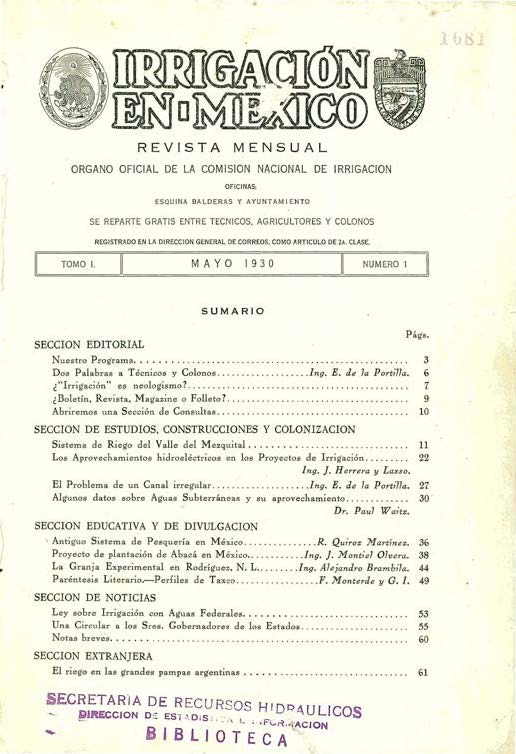 1681
IRRIGACIÓN
EN-MEXICO
REVISTA MENSUAL
ORGANO OFICIAL DE LA COMISION NACIONAL DE IRRIGACION
OFICINAS:
ESQUINA BALDERAS Y AYUNTAMIENTO
SE REPARTE GRATIS ENTRE TECNICOS, AGRICULTORES Y COLONOS
REGISTRADO EN LA DIRECCION GENERAL DE CORREOS, COMO ARTICULO DE 2A. CLASE.
TOMO I. MAYO 1930 NUMERO 1
SUMARIO
Págs.
SECCION EDITORIAL
Nuestro Programa. 3
Dos Palabras a Técnicos y Colonos Ing. E. de la Portilla. 6
¿"Irrigación" es neologismo? 7
¿Boletín, Revista, Magazine o Folleto? 9
Abriremos una Sección de Consultas 10
SECCION DE ESTUDIOS, CONSTRUCCIONES Y COLONIZACION
Sistema de Riego del Valle del Mezquital 11
Los Aprovechamientos hidroeléctricos en los Proyectos de Irrigación 22
Ing. J. Herrera y Lasso.
El Problema de un Canal irregular Ing. E. de la Portilla. 27
Algunos datos sobre Aguas Subterráneas y su aprovechamiento 30
Dr. Paul Waitz.
SECCION EDUCATIVA Y DE DIVULGACION
Antiguo Sistema de Pesquería en México R. Quiroz Martínez. 36
Proyecto de plantación de Abacá en México Ing. J. Montiel Olvera. 38
La Granja Experimental en Rodríguez, N. L. Ing. Alejandro Brambila. 44
Paréntesis Literario.—Perfiles de Taxco F. Monterde y G. I. 49
SECCION DE NOTICIAS
Ley sobre Irrigación con Aguas Federales 53
Una Circular a los Sres. Gobernadores de los Estados 55
Notas breves 60
SECCION EXTRANJERA
El riego en las grandes pampas argentinas 61
SECRETARIA DE RECURSOS HIDRAULICOS
DIRECCION DE
BIBLIOTECA